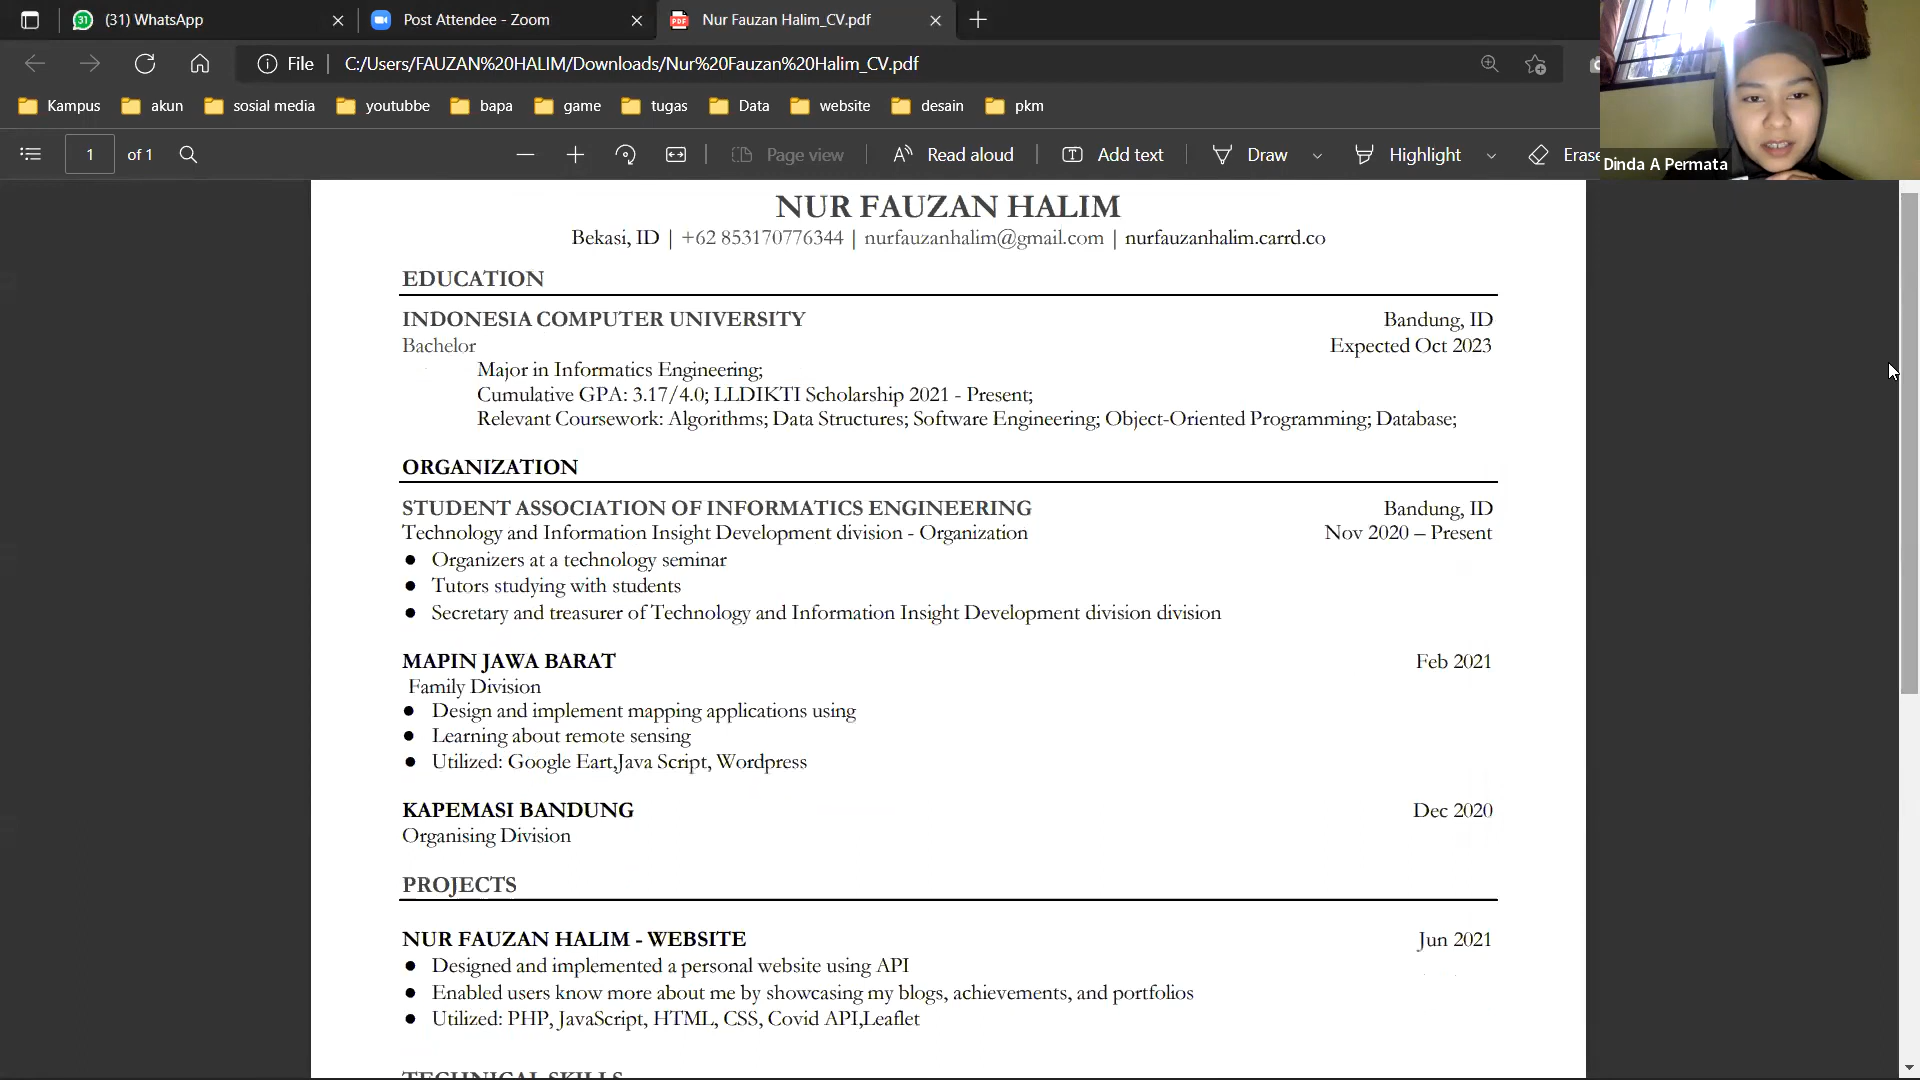 31 (31) WhatsApp
Post Attendee - Zoom
PDF Nur Fauzan Halim_CV.pdf
File
C:/Users/FAUZAN%20HALIM/Downloads/Nur%20Fauzan%20Halim_CV.pdf
Kampus akun sosial media youtubbe bapa game tugas Data website desain pkm
1 of 1 Page view Read aloud Add text Draw Highlight Erase
Dinda A Permata
NUR FAUZAN HALIM
Bekasi, ID | +62 853170776344 | nurfauzanhalim@gmail.com | nurfauzanhalim.carrd.co
EDUCATION
INDONESIA COMPUTER UNIVERSITY Bandung, ID
Bachelor Expected Oct 2023
Major in Informatics Engineering;
Cumulative GPA: 3.17/4.0; LLDIKTI Scholarship 2021 - Present;
Relevant Coursework: Algorithms; Data Structures; Software Engineering; Object-Oriented Programming; Database;
ORGANIZATION
STUDENT ASSOCIATION OF INFORMATICS ENGINEERING Bandung, ID
Technology and Information Insight Development division - Organization Nov 2020 – Present
● Organizers at a technology seminar
● Tutors studying with students
● Secretary and treasurer of Technology and Information Insight Development division division
MAPIN JAWA BARAT Feb 2021
Family Division
● Design and implement mapping applications using
● Learning about remote sensing
● Utilized: Google Eart,Java Script, Wordpress
KAPEMASI BANDUNG Dec 2020
Organising Division
PROJECTS
NUR FAUZAN HALIM - WEBSITE Jun 2021
● Designed and implemented a personal website using API
● Enabled users know more about me by showcasing my blogs, achievements, and portfolios
● Utilized: PHP, JavaScript, HTML, CSS, Covid API,Leaflet
TECHNICAL SKILLS